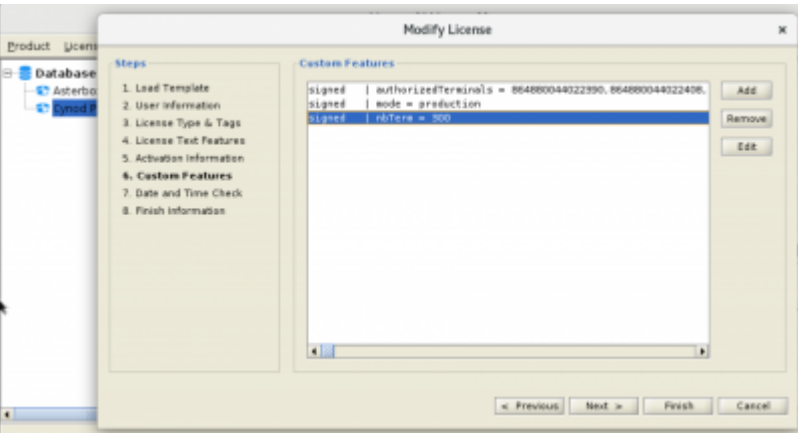 Modify License
Product
Database
Asterbo
Steps
1. Load Template
2. User Information
3. License Type & Tags
4. License Text Features
5. Activation Information
6. Custom Features
7. Date and Time Check
8. Finish Information
Custom Features
signed | authorizedTerminals = 864880044022390,864880044022408,
signed | mode = production
signed | nbTerm = 300
Add
Remove
Edit
< Previous
Next >
Finish
Cancel